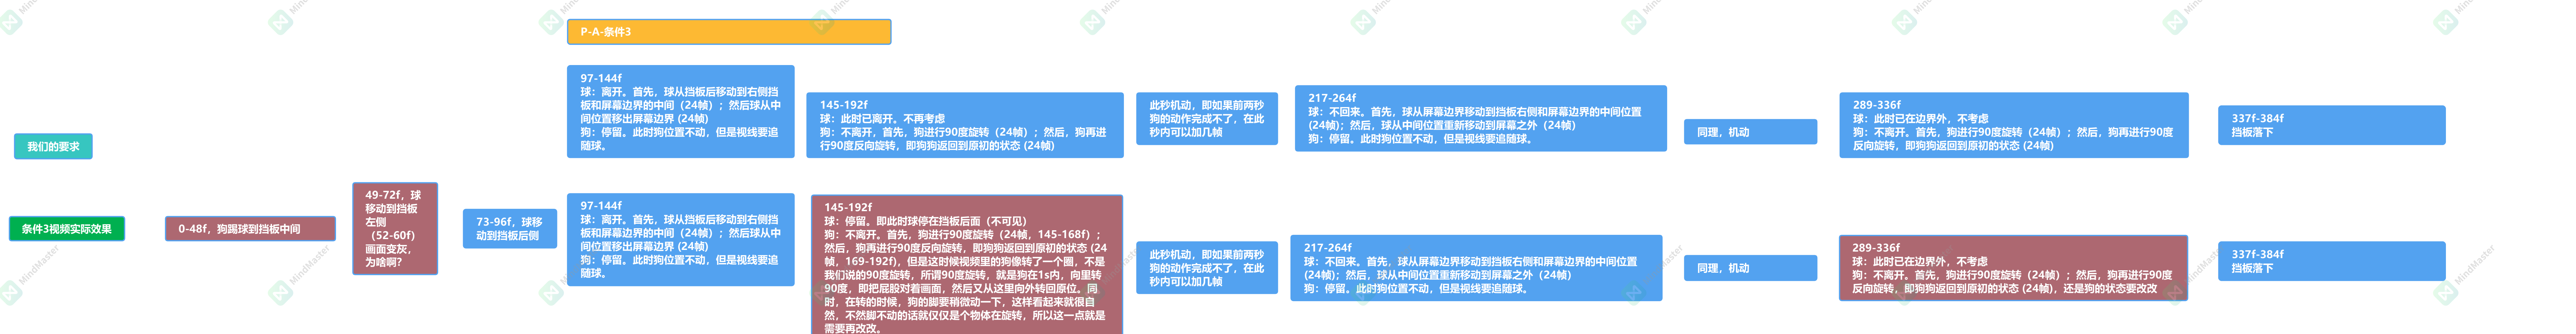 P-A-条件3
我们的要求
97-144f
球：离开。首先，球从挡板后移动到右侧挡
板和屏幕边界的中间（24帧）；然后球从中
间位置移出屏幕边界 (24帧)
狗：停留。此时狗位置不动，但是视线要追
随球。
145-192f
球：此时已离开。不再考虑
狗：不离开，首先，狗进行90度旋转（24帧）；然后，狗再进
行90度反向旋转，即狗狗返回到原初的状态 (24帧)
此秒机动，即如果前两秒
狗的动作完成不了，在此
秒内可以加几帧
217-264f
球：不回来。首先，球从屏幕边界移动到挡板右侧和屏幕边界的中间位置
(24帧)；然后，球从中间位置重新移动到屏幕之外（24帧）
狗：停留。此时狗位置不动，但是视线要追随球。
同理，机动
289-336f
球：此时已在边界外，不考虑
狗：不离开。首先，狗进行90度旋转（24帧）；然后，狗再进行90度
反向旋转，即狗狗返回到原初的状态 (24帧)
337f-384f
挡板落下
条件3视频实际效果
0-48f，狗踢球到挡板中间
49-72f，球
移动到挡板
左侧
（52-60f）
画面变灰，
为啥啊？
73-96f，球移
动到挡板后侧
97-144f
球：离开。首先，球从挡板后移动到右侧挡
板和屏幕边界的中间（24帧）；然后球从中
间位置移出屏幕边界 (24帧)
狗：停留。此时狗位置不动，但是视线要追
随球。
145-192f
球：停留。即此时球停在挡板后面（不可见）
狗：不离开。首先，狗进行90度旋转（24帧，145-168f）；
然后，狗再进行90度反向旋转，即狗狗返回到原初的状态 (24
帧，169-192f)，但是这时候视频里的狗像转了一个圈，不是
我们说的90度旋转，所谓90度旋转，就是狗在1s内，向里转
90度，即把屁股对着画面，然后又从这里向外转回原位。同
时，在转的时候，狗的脚要稍微动一下，这样看起来就很自
然，不然脚不动的话就仅仅是个物体在旋转，所以这一点就是
需要再改改。
此秒机动，即如果前两秒
狗的动作完成不了，在此
秒内可以加几帧
217-264f
球：不回来。首先，球从屏幕边界移动到挡板右侧和屏幕边界的中间位置
(24帧)；然后，球从中间位置重新移动到屏幕之外（24帧）
狗：停留。此时狗位置不动，但是视线要追随球。
同理，机动
289-336f
球：此时已在边界外，不考虑
狗：不离开。首先，狗进行90度旋转（24帧）；然后，狗再进行90度
反向旋转，即狗狗返回到原初的状态 (24帧)，还是狗的状态要改改
337f-384f
挡板落下
MindMaster
MindMaster
MindMaster